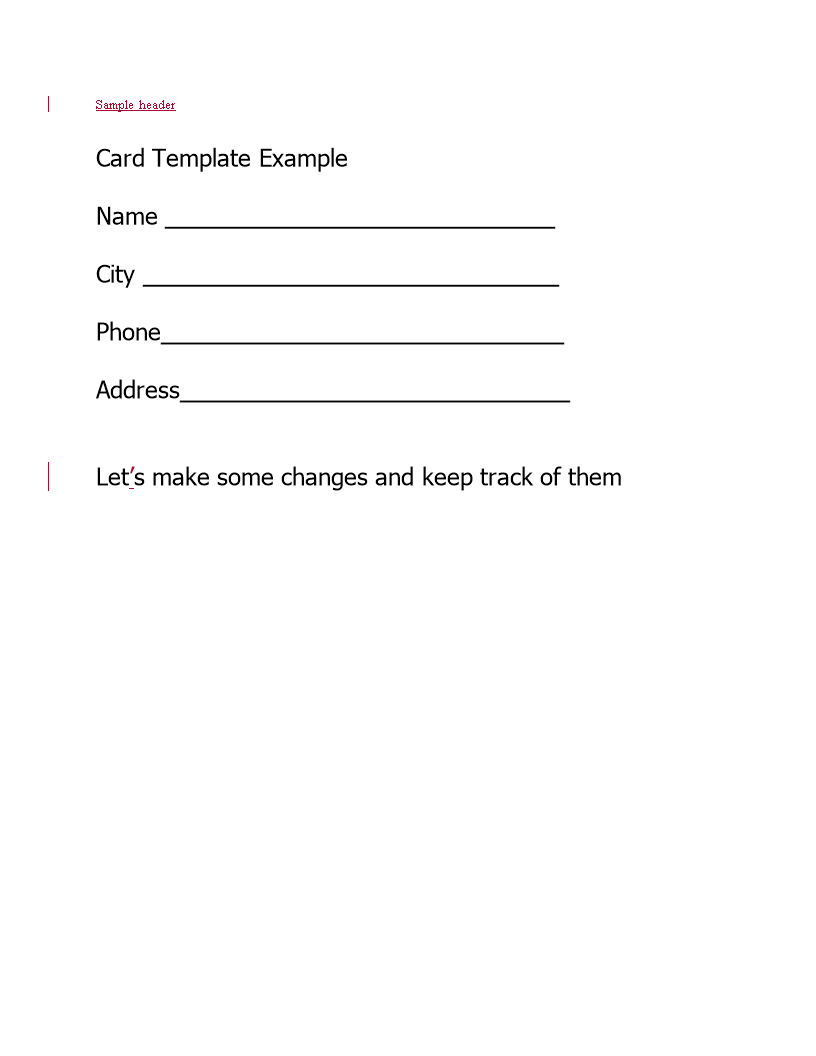 Sample header
Card Template Example
Name ______________________________
City ________________________________
Phone_______________________________
Address______________________________
Let’s make some changes and keep track of them